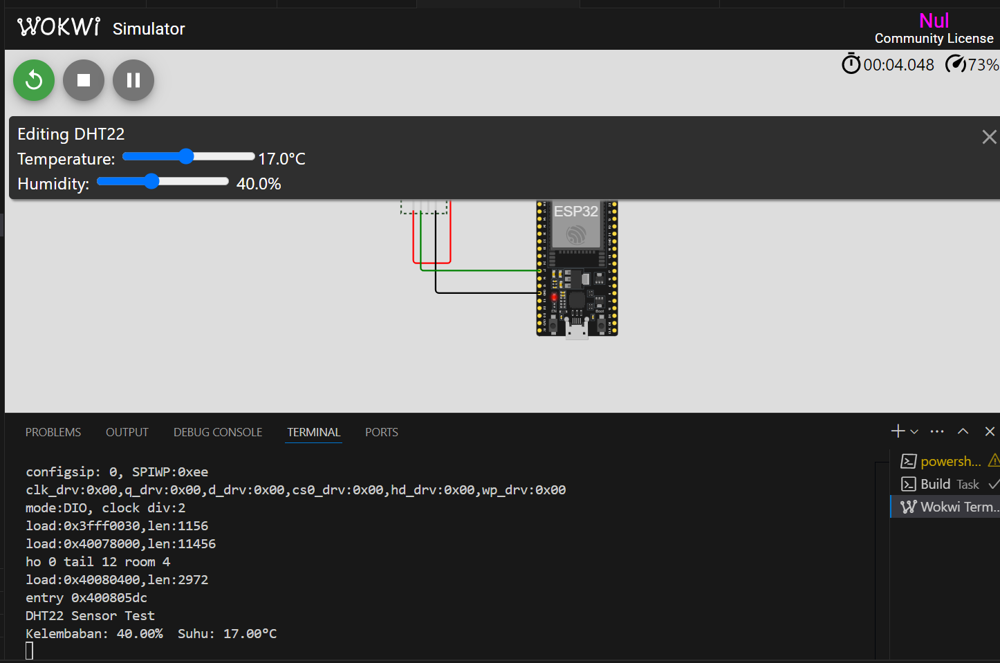 WOKWi Simulator
Nul
Community License
00:04.048 73%
Editing DHT22
Temperature: 17.0°C
Humidity: 40.0%
ESP32
EN
Boot
PROBLEMS OUTPUT DEBUG CONSOLE TERMINAL PORTS
configsip: 0, SPIWP:0xee
clk_drv:0x00,q_drv:0x00,d_drv:0x00,cs0_drv:0x00,hd_drv:0x00,wp_drv:0x00
mode:DIO, clock div:2
load:0x3fff0030,len:1156
load:0x40078000,len:11456
ho 0 tail 12 room 4
load:0x40080400,len:2972
entry 0x400805dc
DHT22 Sensor Test
Kelembaban: 40.00%  Suhu: 17.00°C
powersh...
Build Task
Wokwi Term...